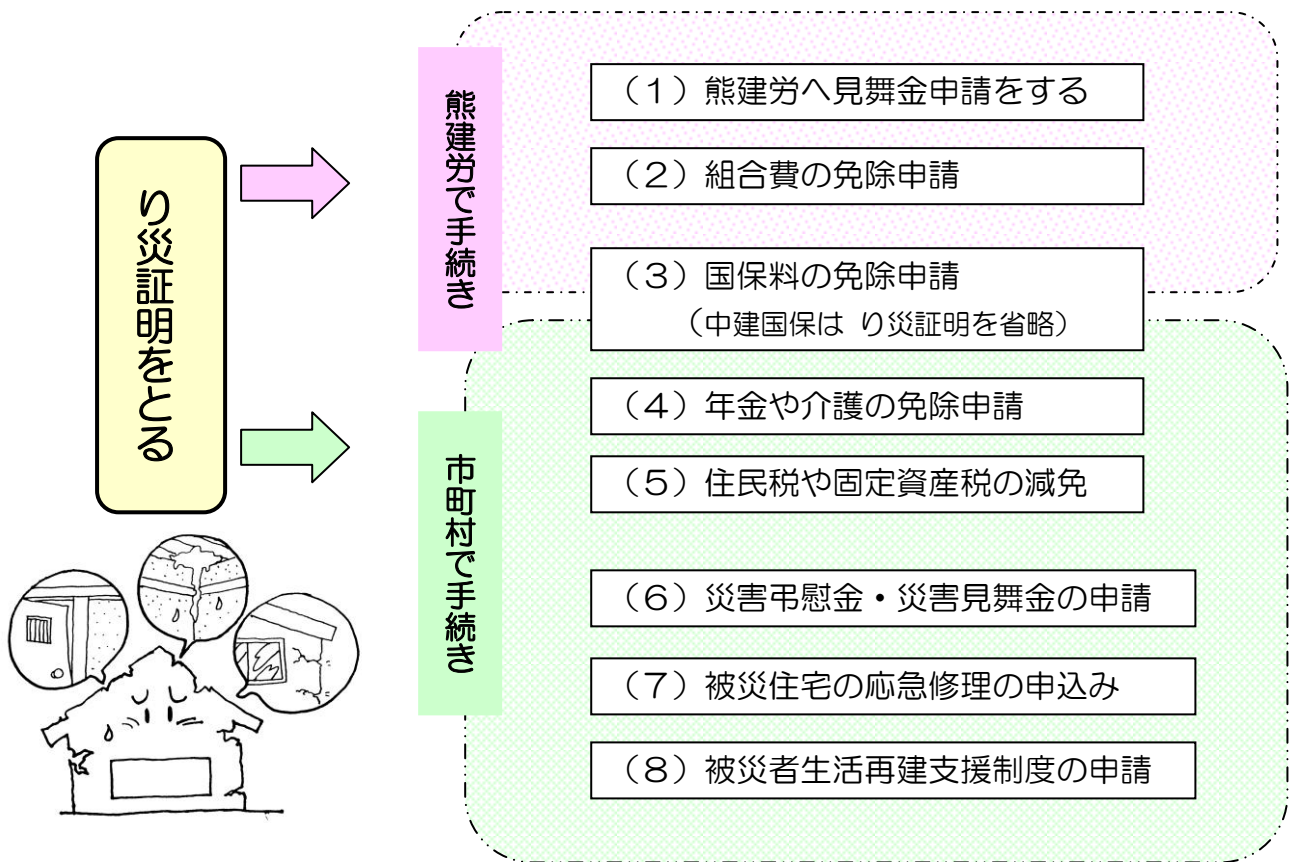 り災証明をとる
熊建労で手続き
（１）熊建労へ見舞金申請をする
（２）組合費の免除申請
（３）国保料の免除申請
（中建国保は り災証明を省略）
市町村で手続き
（４）年金や介護の免除申請
（５）住民税や固定資産税の減免
（６）災害弔慰金・災害見舞金の申請
（７）被災住宅の応急修理の申込み
（８）被災者生活再建支援制度の申請